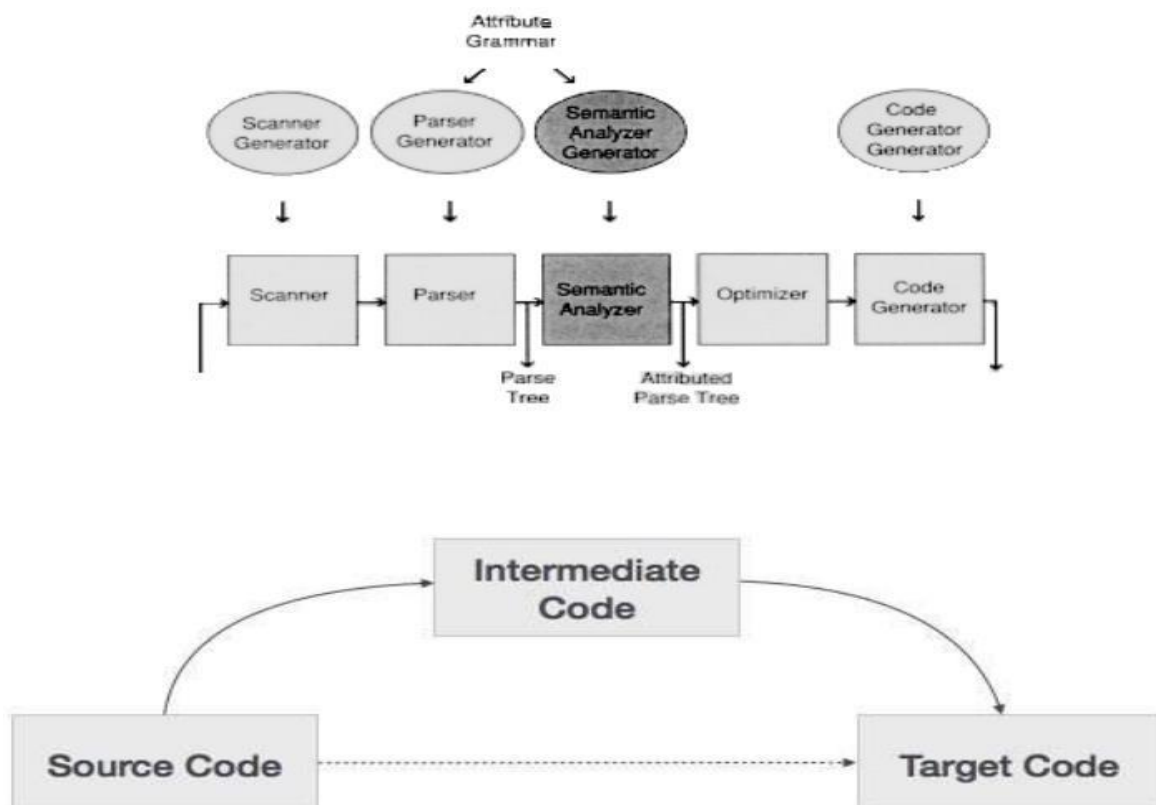 Attribute
Grammar
Scanner
Generator
Parser
Generator
Semantic
Analyzer
Generator
Code
Generator
Generator
Scanner
Parser
Semantic
Analyzer
Optimizer
Code
Generator
Parse
Tree
Attributed
Parse Tree
Intermediate
Code
Source Code
Target Code